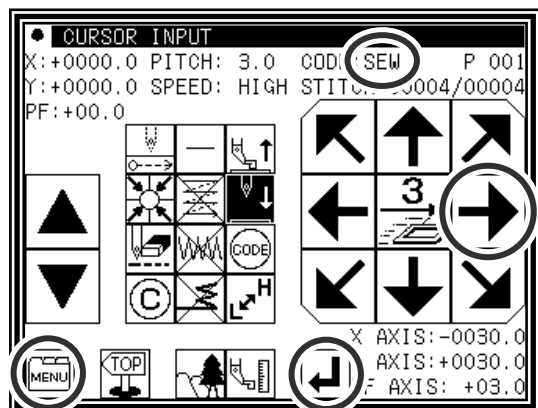 CURSOR INPUT
X:+0000.0 PITCH: 3.0 CODE SEW P 001
Y:+0000.0 SPEED: HIGH STITCH 00004/00004
PF:+00.0
3
CODE
C
L H
X AXIS:-0030.0
AXIS:+0030.0
MENU TOP F AXIS: +03.0